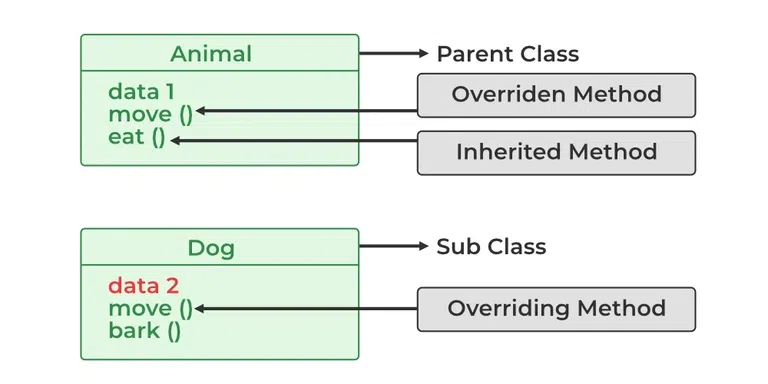 Animal
Parent Class
data 1
move ()
eat ()
Overriden Method
Inherited Method
Dog
Sub Class
data 2
move ()
bark ()
Overriding Method